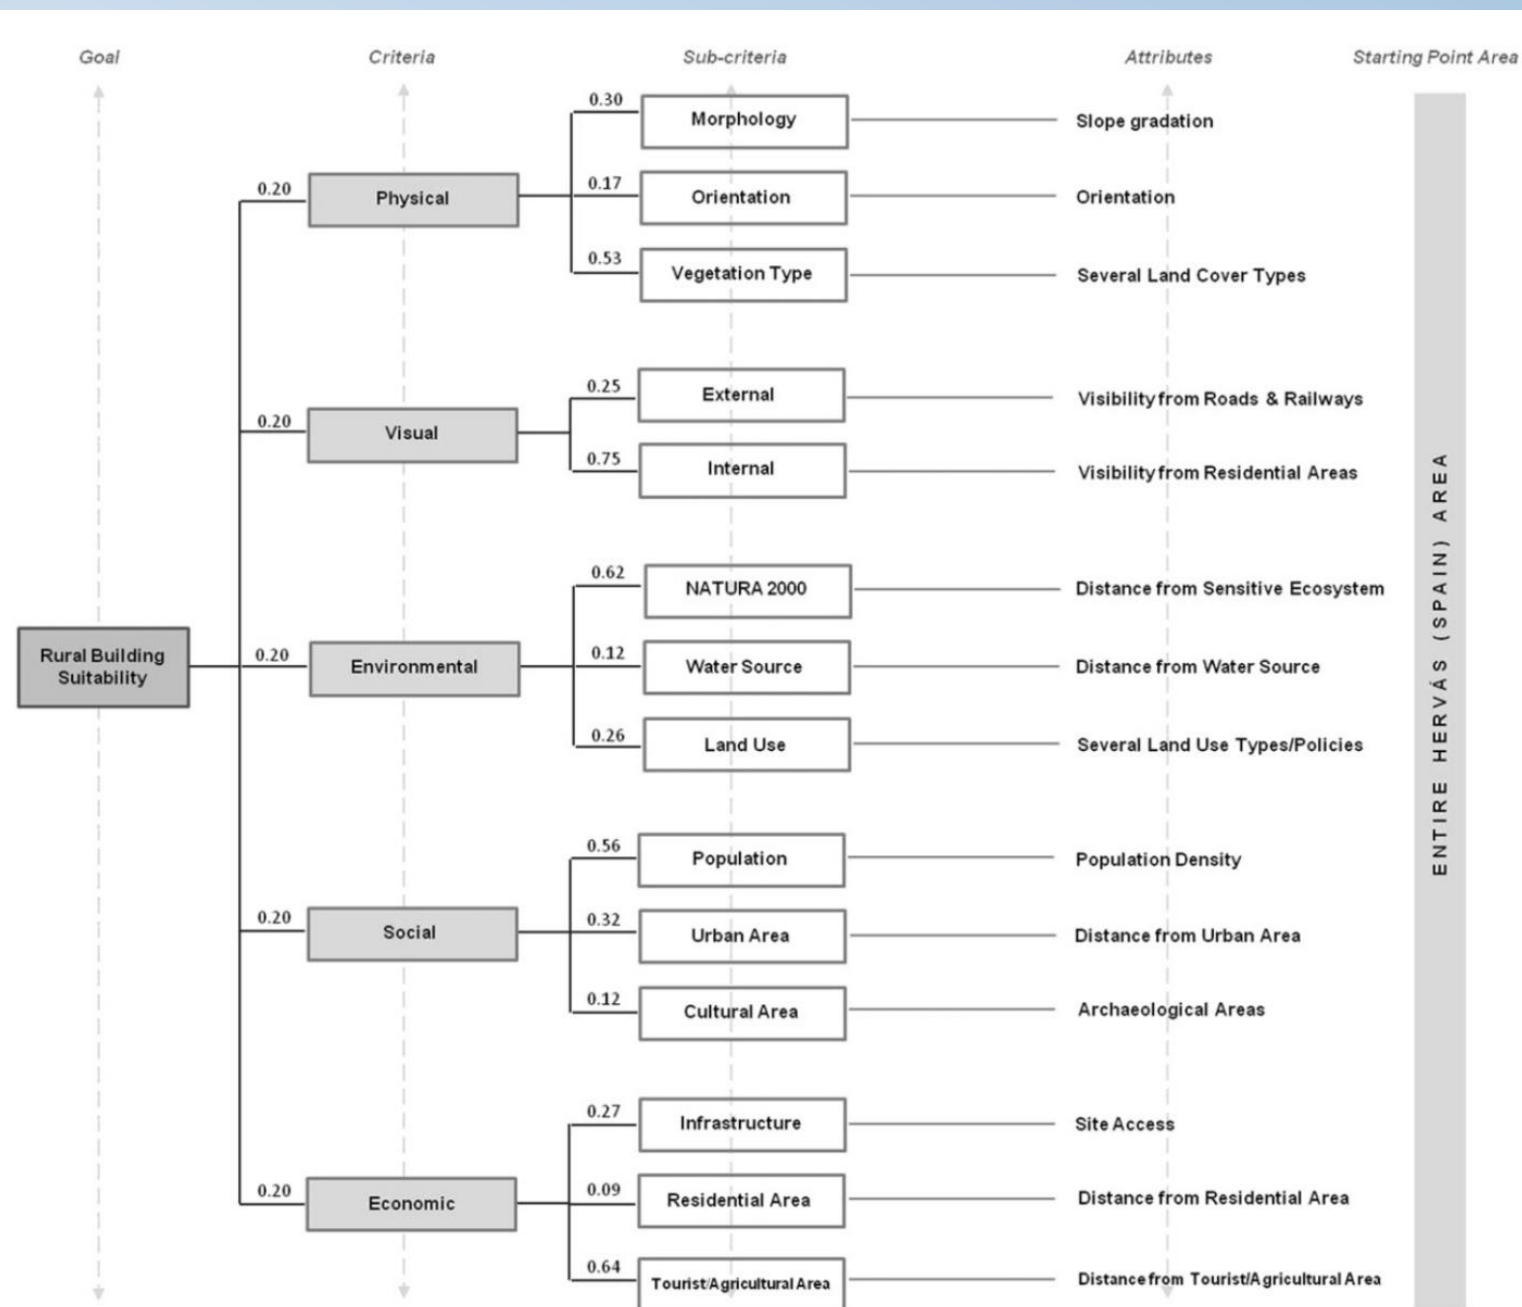 Goal
Criteria
Sub-criteria
Attributes
Starting Point Area
0.30
Morphology
Slope gradation
0.20
Physical
0.17
Orientation
Orientation
0.53
Vegetation Type
Several Land Cover Types
0.25
External
Visibility from Roads & Railways
0.20
Visual
0.75
Internal
Visibility from Residential Areas
0.62
NATURA 2000
Distance from Sensitive Ecosystem
Rural Building
Suitability
0.20
Environmental
0.12
Water Source
Distance from Water Source
0.26
Land Use
Several Land Use Types/Policies
0.56
Population
Population Density
0.20
Social
0.32
Urban Area
Distance from Urban Area
0.12
Cultural Area
Archaeological Areas
0.27
Infrastructure
Site Access
0.20
Economic
0.09
Residential Area
Distance from Residential Area
0.64
Tourist/Agricultural Area
Distance from Tourist/Agricultural Area
ENTIRE HERVÁS (SPAIN) AREA